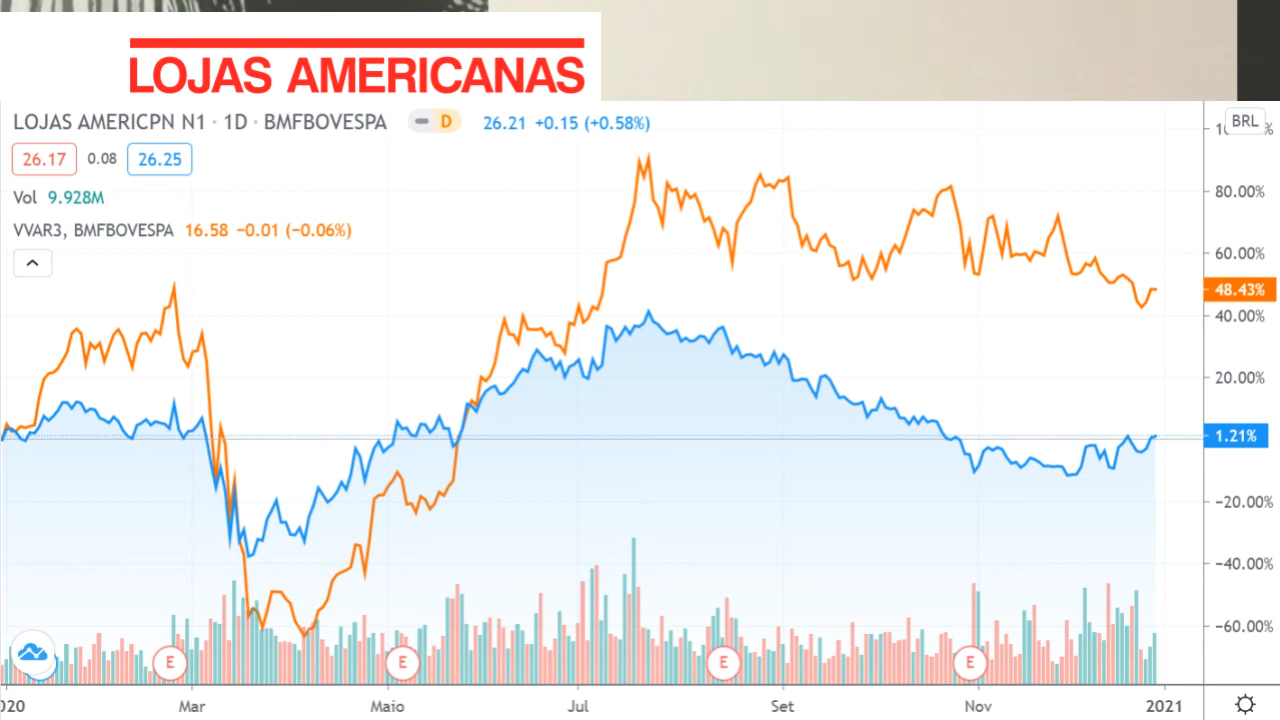 LOJAS AMERICANAS
LOJAS AMERICPN N1 · 1D · BMFBOVESPA D 26.21 +0.15 (+0.58%)
BRL
26.17 0.08 26.25
Vol 9.928M
VVAR3, BMFBOVESPA 16.58 −0.01 (−0.06%)
80.00%
60.00%
48.43%
40.00%
20.00%
1.21%
−20.00%
−40.00%
−60.00%
E E E E
Mar Maio Jul Set Nov 2021